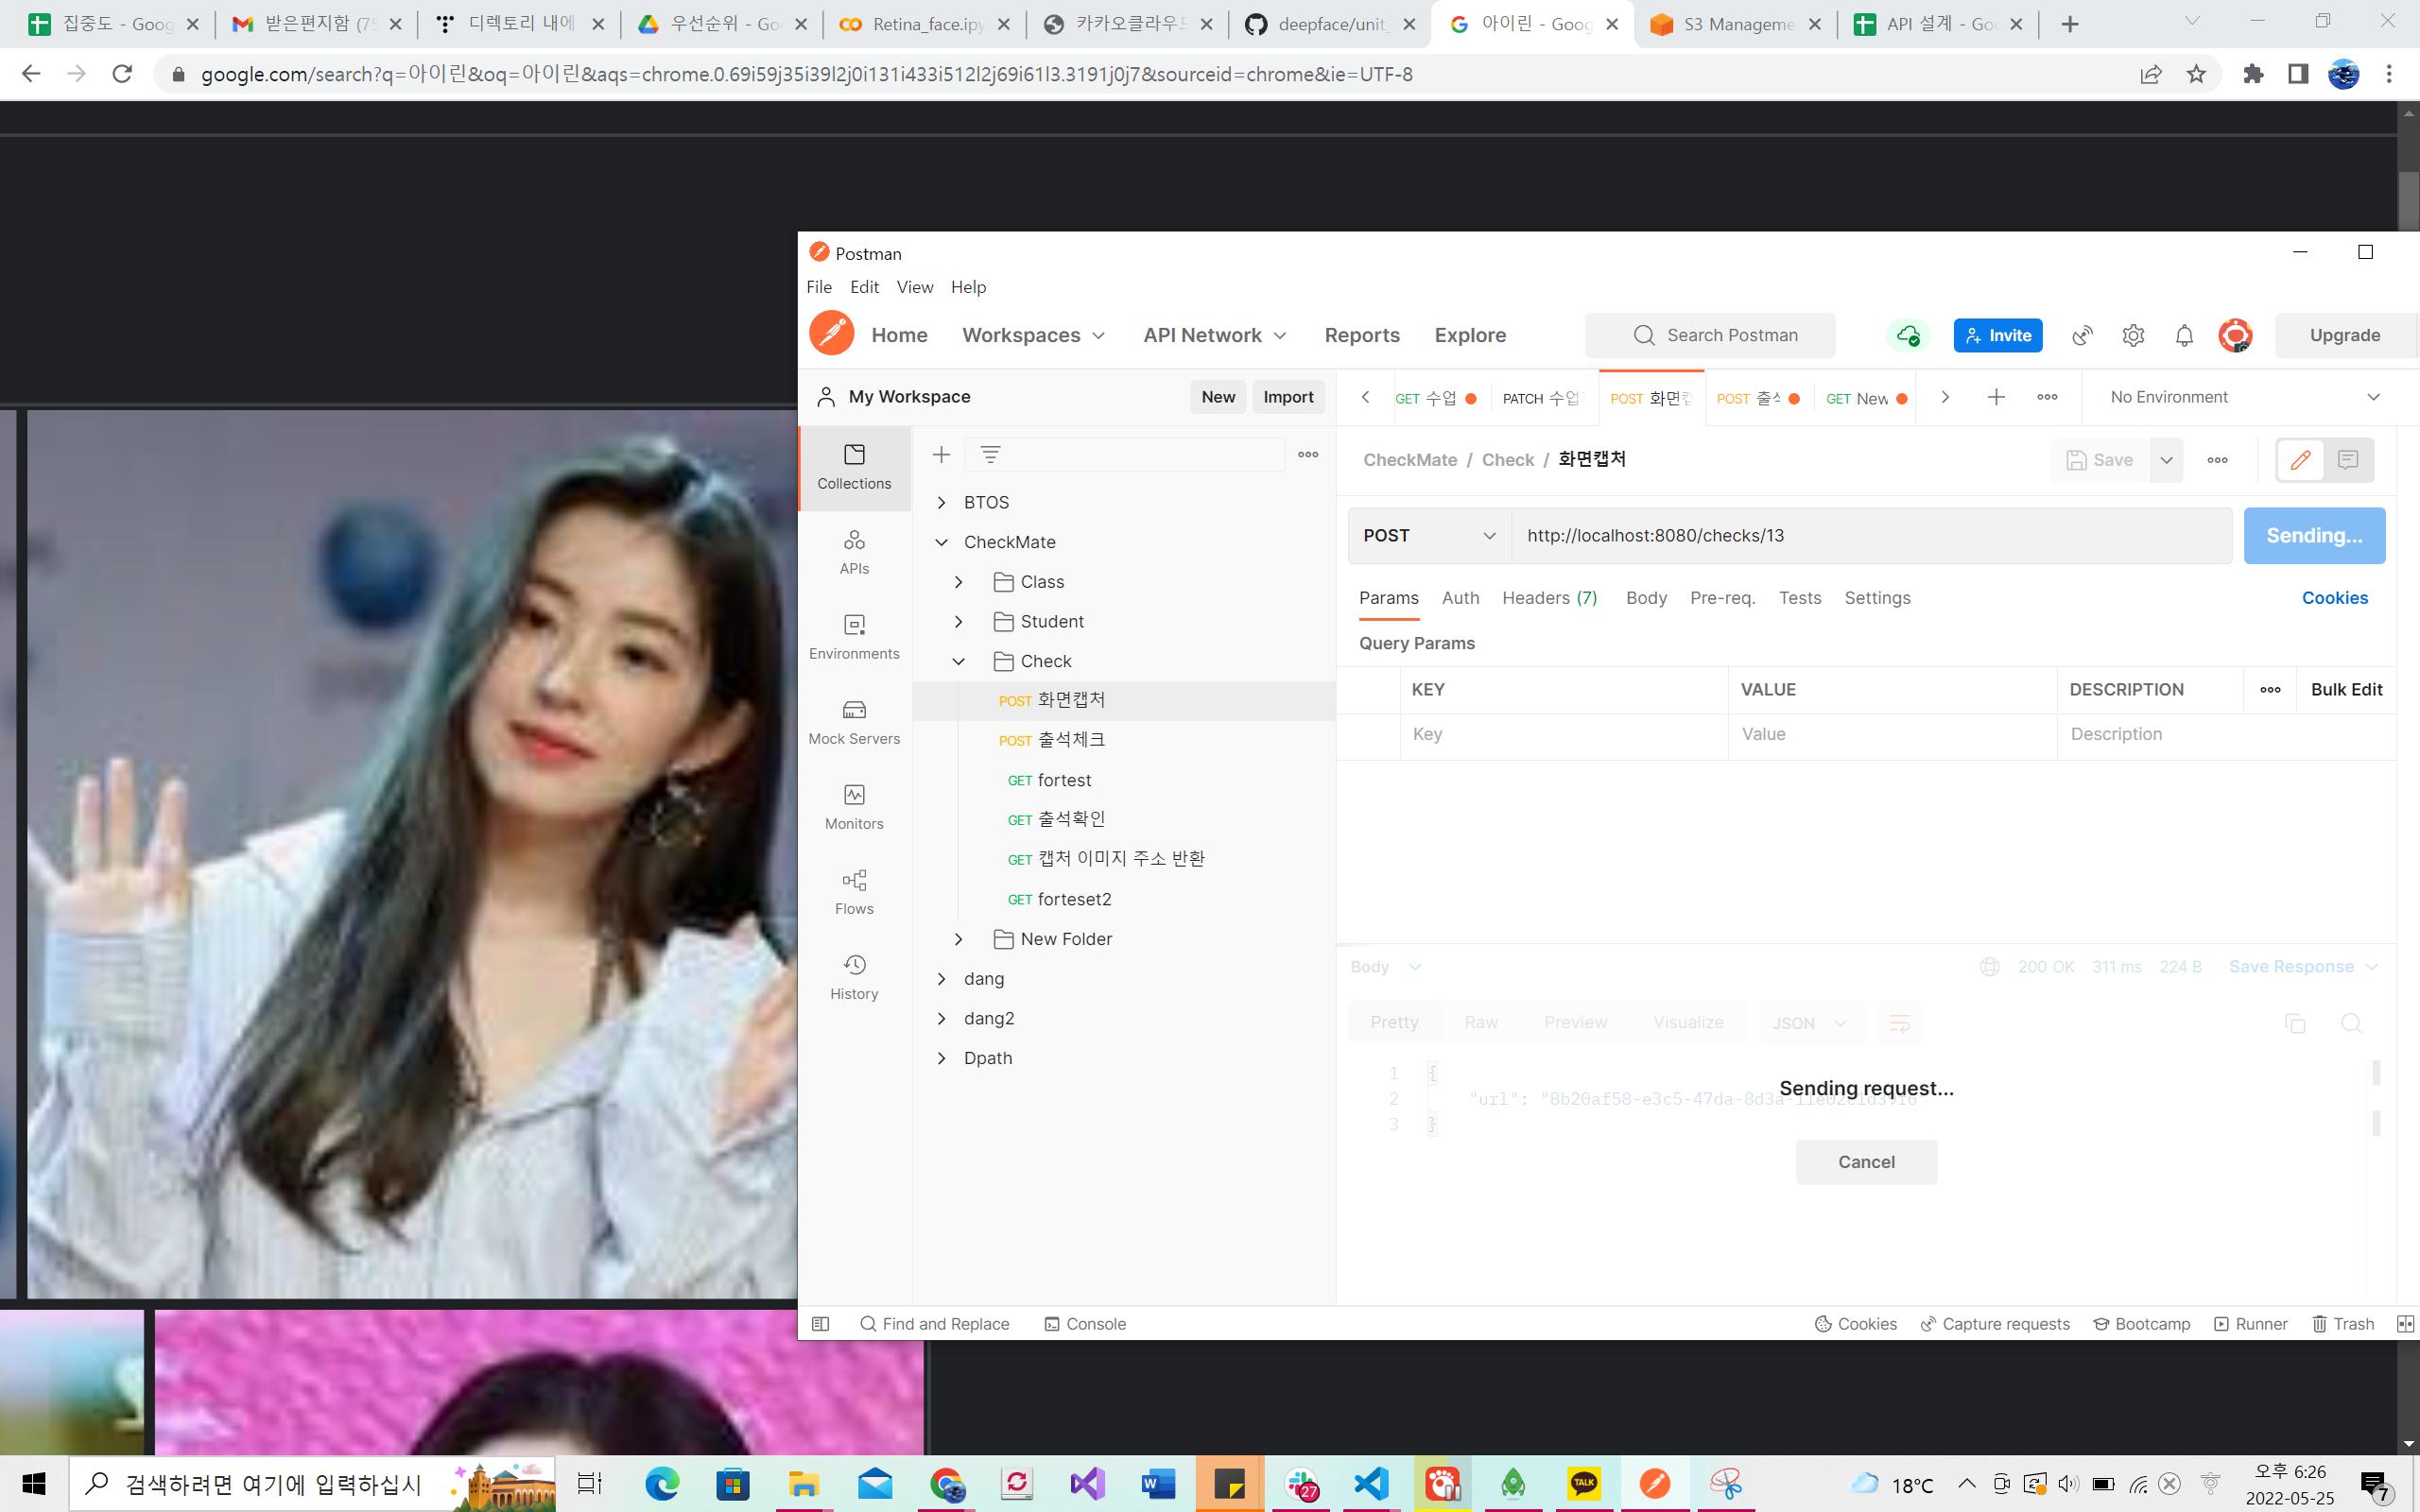 집중도 - Goog
받은편지함 (75
디렉토리 내에
우선순위 - Go
Retina_face.ipy
카카오클라우드
deepface/unit_
아이린 - Goog
S3 Manageme
API 설계 - Goo
google.com/search?q=아이린&oq=아이린&aqs=chrome.0.69i59j35i39l2j0i131i433i512l2j69i61l3.3191j0j7&sourceid=chrome&ie=UTF-8
Postman
File Edit View Help
Home Workspaces API Network Reports Explore Search Postman Invite Upgrade
My Workspace New Import
GET 수업 PATCH 수업 POST 화면캡 POST 출석 GET New No Environment
Collections
APIs
Environments
Mock Servers
Monitors
Flows
History
BTOS
CheckMate
Class
Student
Check
POST 화면캡처
POST 출석체크
GET fortest
GET 출석확인
GET 캡처 이미지 주소 반환
GET forteset2
New Folder
dang
dang2
Dpath
CheckMate / Check / 화면캡처 Save
POST http://localhost:8080/checks/13 Sending...
Params Auth Headers (7) Body Pre-req. Tests Settings Cookies
Query Params
KEY VALUE DESCRIPTION Bulk Edit
Key Value Description
Body 200 OK 311 ms 224 B Save Response
Pretty Raw Preview Visualize JSON
1 {
2 "url": "8b20af58-e3c5-47da-8d3a-
3 }
Sending request...
Cancel
Find and Replace Console Cookies Capture requests Bootcamp Runner Trash
검색하려면 여기에 입력하십시
27
TALK
18°C
오후 6:26
2022-05-25
7